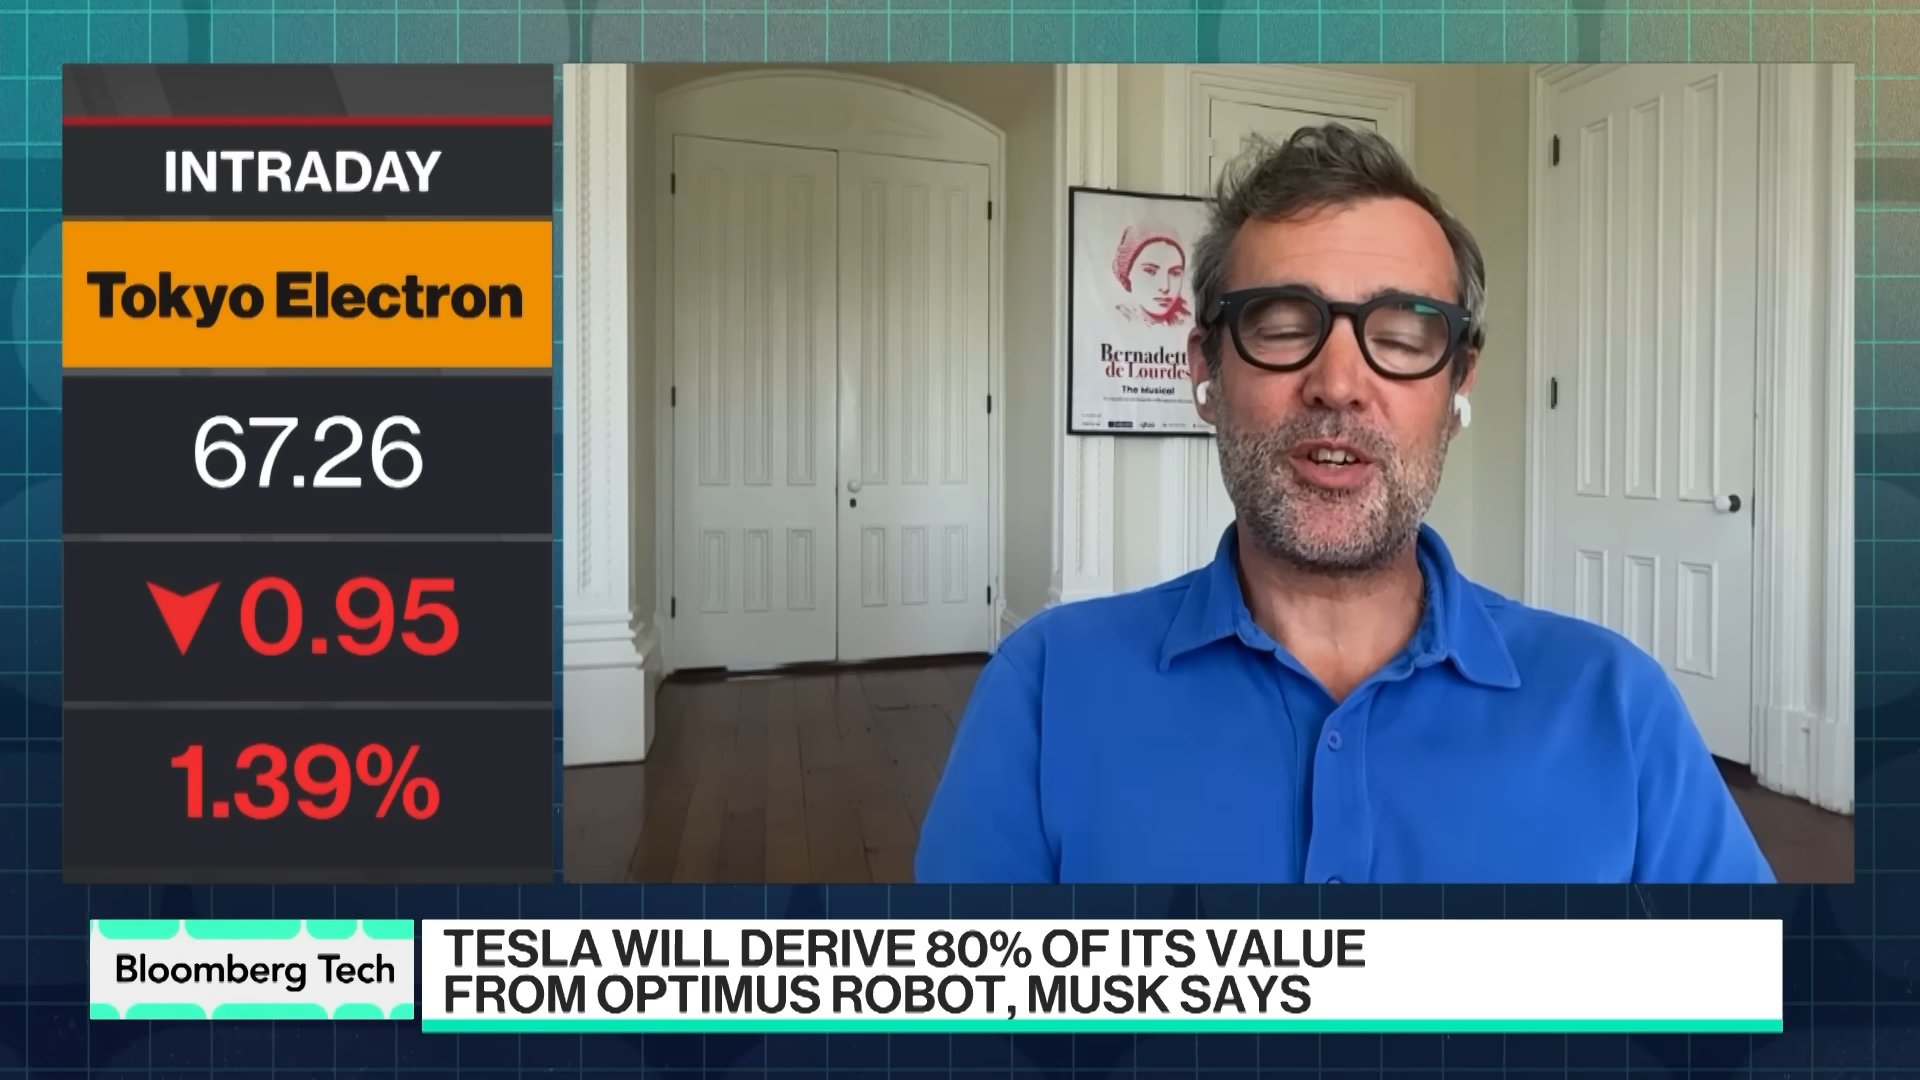 INTRADAY
Tokyo Electron
67.26
0.95
1.39%
de Lourdes
The Musical
Bloomberg Tech
TESLA WILL DERIVE 80% OF ITS VALUE
FROM OPTIMUS ROBOT, MUSK SAYS